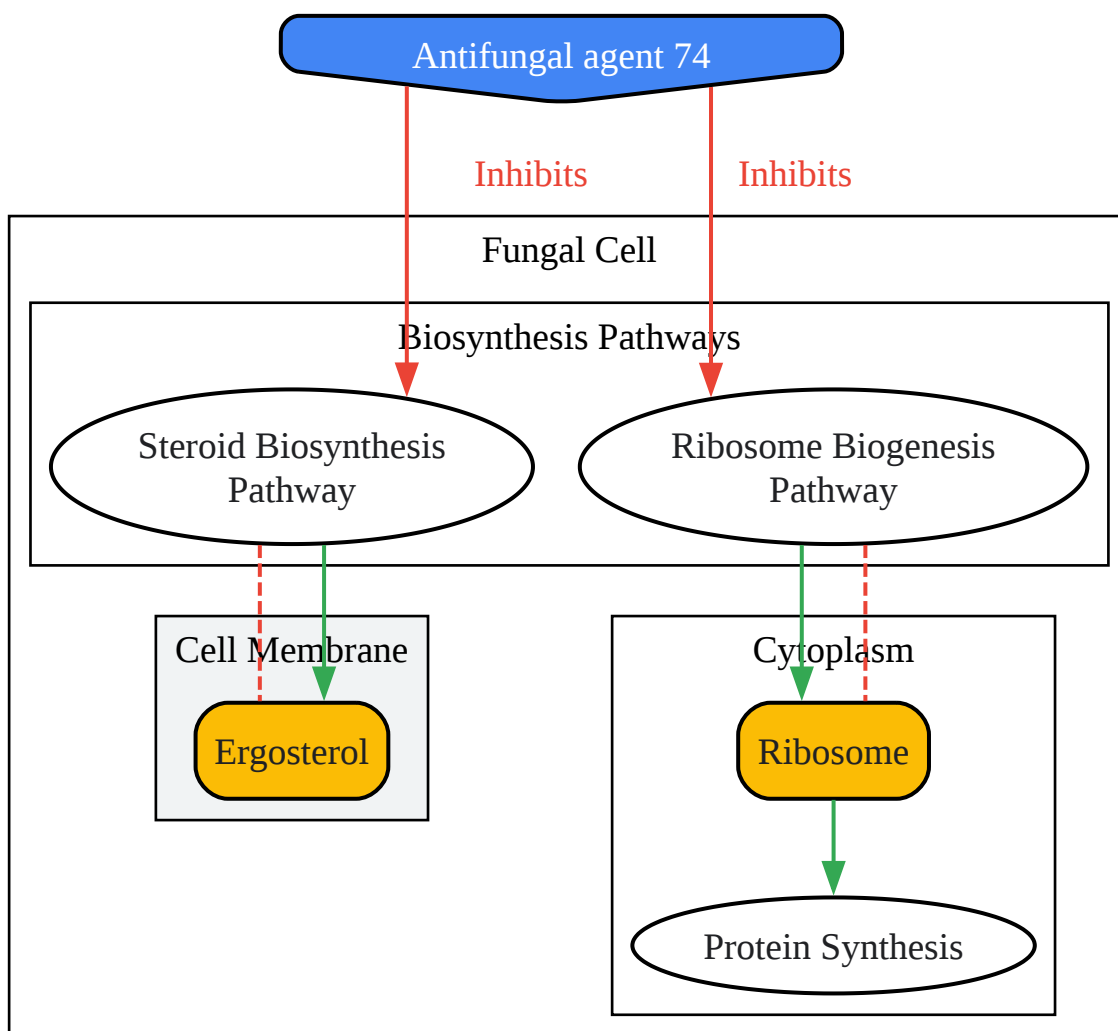 Antifungal agent 74
Inhibits
Inhibits
Fungal Cell
Biosynthesis Pathways
Steroid Biosynthesis
Pathway
Ribosome Biogenesis
Pathway
Cell Membrane
Cytoplasm
Ergosterol
Ribosome
Protein Synthesis